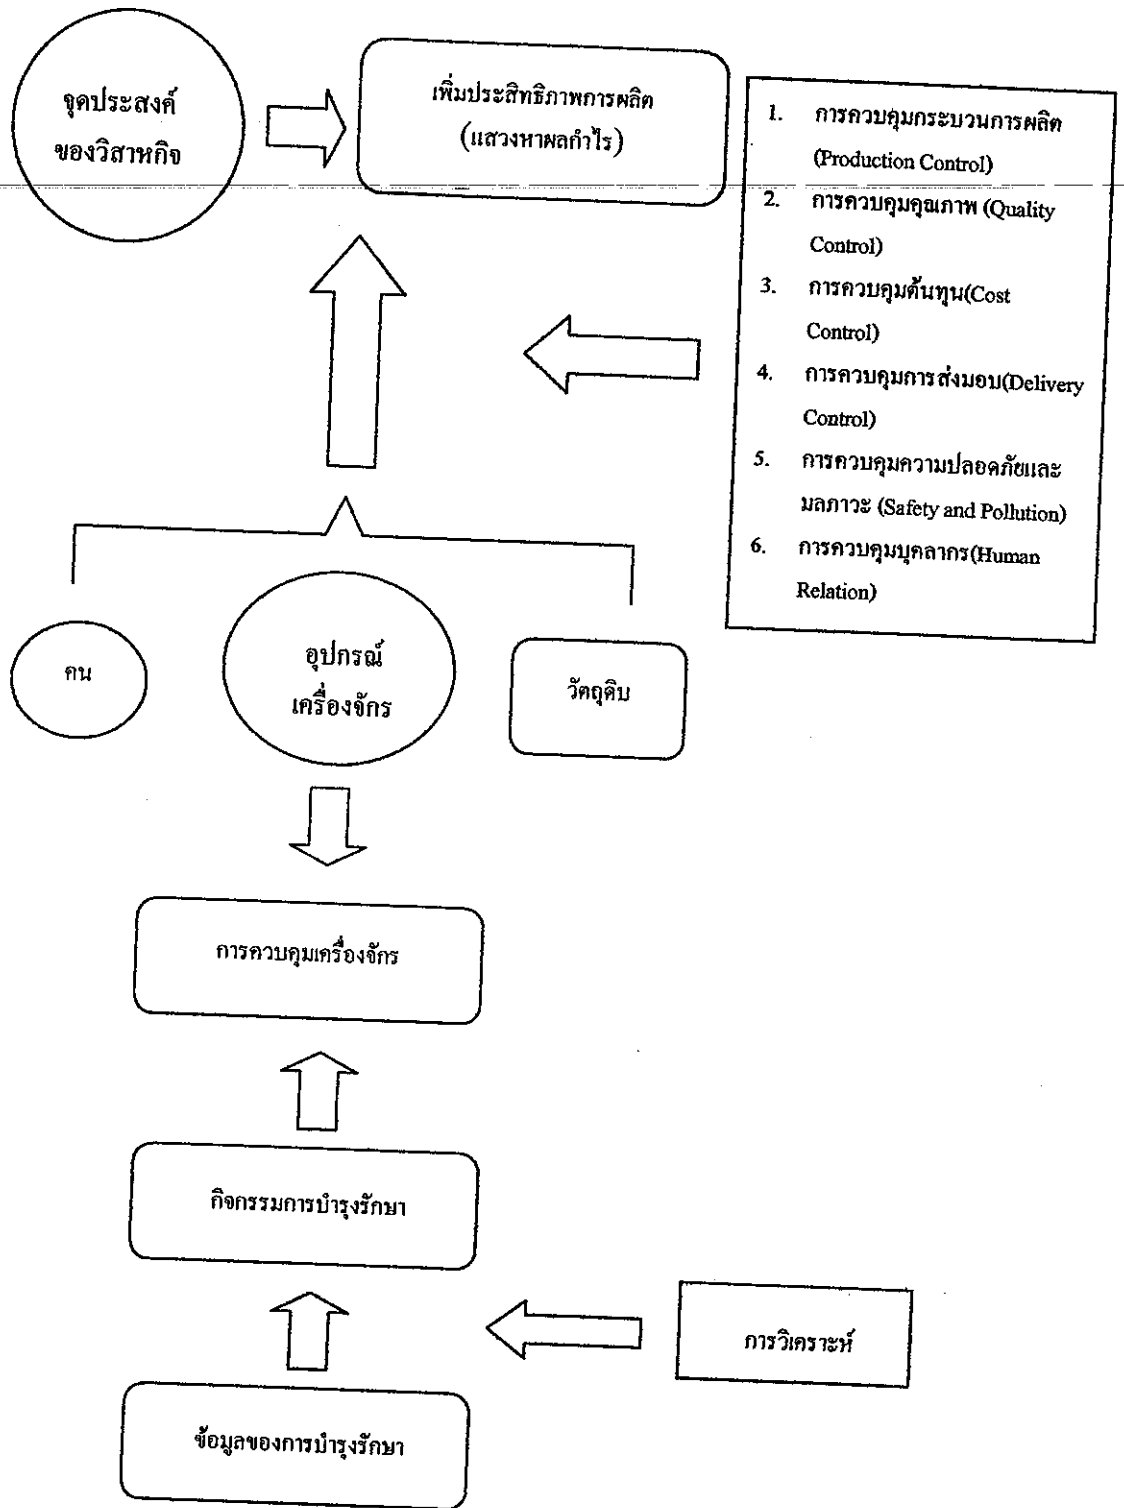 จุดประสงค์
ของวิสาหกิจ
เพิ่มประสิทธิภาพการผลิต
(แสวงหาผลกำไร)
1. การควบคุมกระบวนการผลิต
(Production Control)
2. การควบคุมคุณภาพ (Quality
Control)
3. การควบคุมต้นทุน(Cost
Control)
4. การควบคุมการส่งมอบ(Delivery
Control)
5. การควบคุมความปลอดภัยและ
มลภาวะ (Safety and Pollution)
6. การควบคุมบุคลากร(Human
Relation)
คน
อุปกรณ์
เครื่องจักร
วัตถุดิบ
การควบคุมเครื่องจักร
กิจกรรมการบำรุงรักษา
การวิเคราะห์
ข้อมูลของการบำรุงรักษา